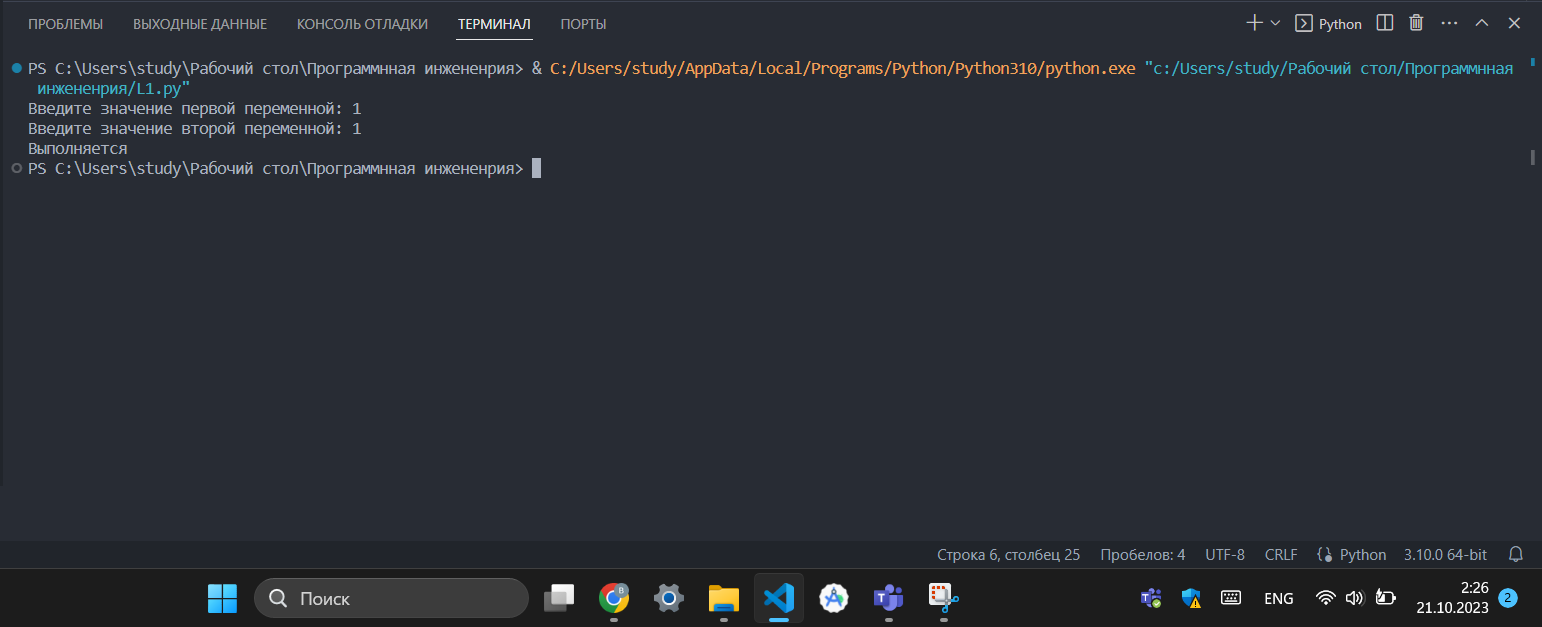 ПРОБЛЕМЫ ВЫХОДНЫЕ ДАННЫЕ КОНСОЛЬ ОТЛАДКИ ТЕРМИНАЛ ПОРТЫ Python
PS C:\Users\study\Рабочий стол\Программнная инжененрия> & C:/Users/study/AppData/Local/Programs/Python/Python310/python.exe "c:/Users/study/Рабочий стол/Программнная
инжененрия/L1.py"
Введите значение первой переменной: 1
Введите значение второй переменной: 1
Выполняется
PS C:\Users\study\Рабочий стол\Программнная инжененрия>
Строка 6, столбец 25 Пробелов: 4 UTF-8 CRLF Python 3.10.0 64-bit
Поиск ENG 2:26
21.10.2023 2